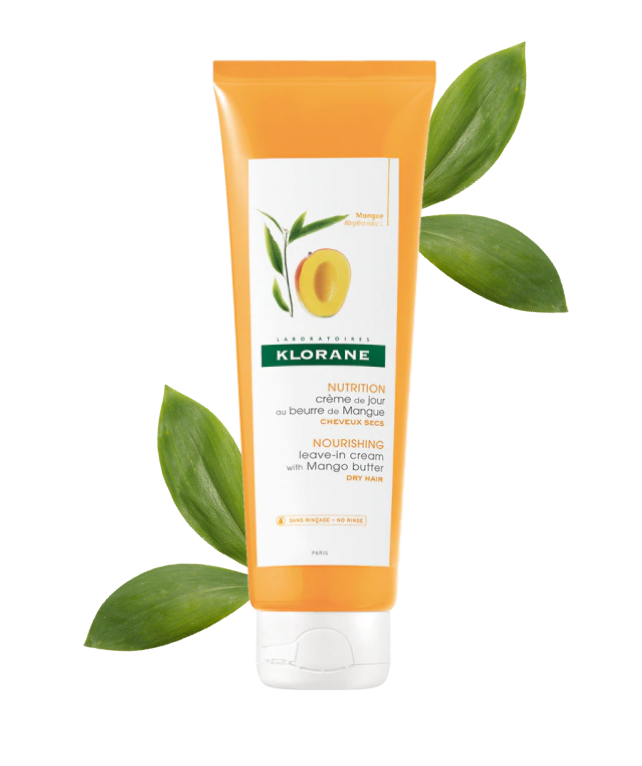 Mangue
LABORATOIRES
KLORANE
NUTRITION
crème de jour
au beurre de Mangue
CHEVEUX SECS
NOURISHING
leave-in cream
with Mango butter
DRY HAIR
SANS RINÇAGE - NO RINSE
PARIS